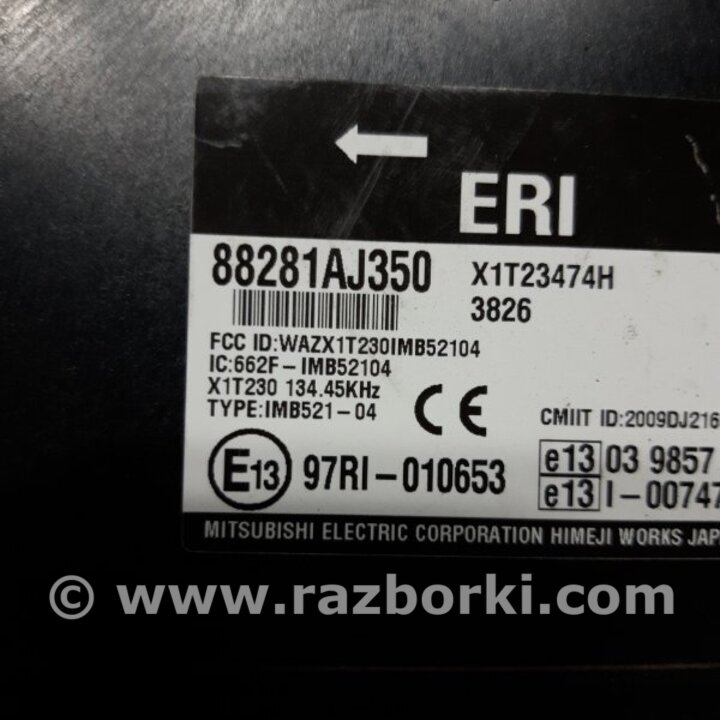 ERI
88281AJ350 X1T23474H
3826
FCC ID:WAZX1T230IMB52104
IC:662F-IMB52104
X1T230 134.45KHz
TYPE:IMB521-04 CE CMIIT ID:2009DJ216
E13 97RI-010653 e13 03 9857
e13 I-00747
MITSUBISHI ELECTRIC CORPORATION HIMEJI WORKS JAP
© www.razborki.com